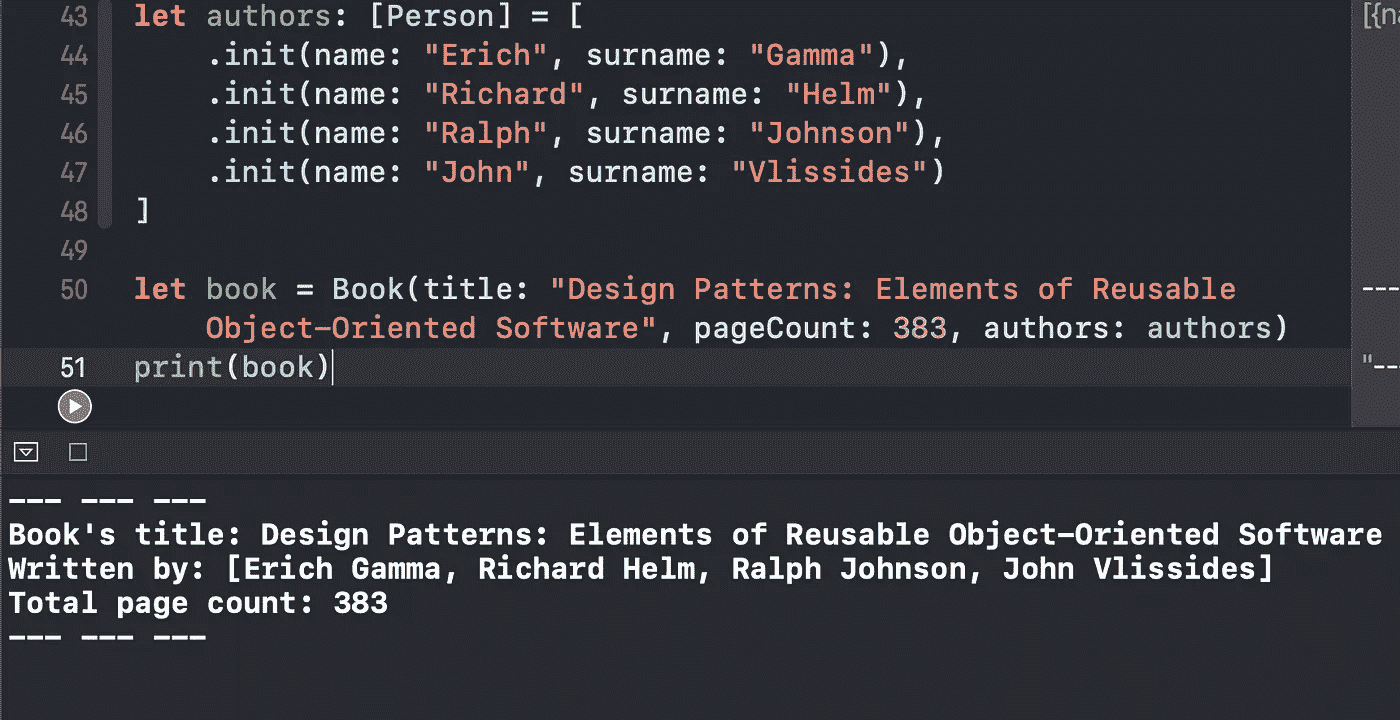 43 let authors: [Person] = [
[{na
44 .init(name: "Erich", surname: "Gamma"),
45 .init(name: "Richard", surname: "Helm"),
46 .init(name: "Ralph", surname: "Johnson"),
47 .init(name: "John", surname: "Vlissides")
48 ]
49
50 let book = Book(title: "Design Patterns: Elements of Reusable
---
Object-Oriented Software", pageCount: 383, authors: authors)
51 print(book)
"--
--- --- ---
Book's title: Design Patterns: Elements of Reusable Object-Oriented Software
Written by: [Erich Gamma, Richard Helm, Ralph Johnson, John Vlissides]
Total page count: 383
--- --- ---